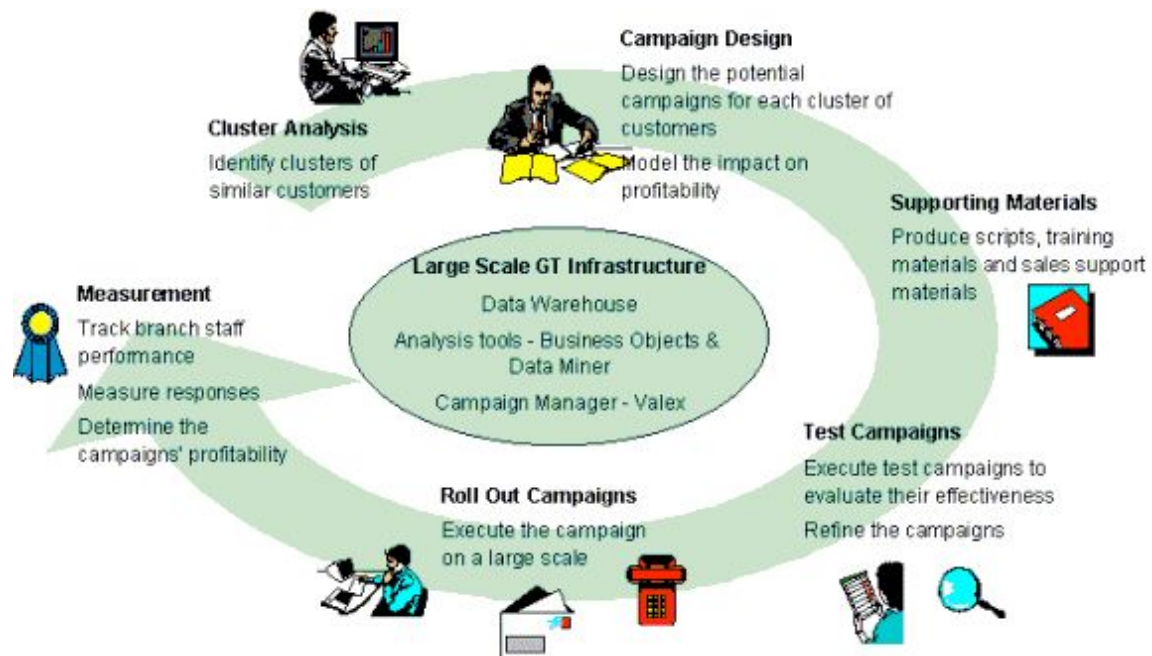 Cluster Analysis
Identify clusters of
similar customers
Campaign Design
Design the potential
campaigns for each cluster of
customers
Model the impact on
profitability
Supporting Materials
Produce scripts, training
materials and sales support
materials
Test Campaigns
Execute test campaigns to
evaluate their effectiveness
Refine the campaigns
Roll Out Campaigns
Execute the campaign
on a large scale
Measurement
Track branch staff
performance
Measure responses
Determine the
campaigns' profitability
Large Scale GT Infrastructure
Data Warehouse
Analysis tools - Business Objects &
Data Miner
Campaign Manager - Valex